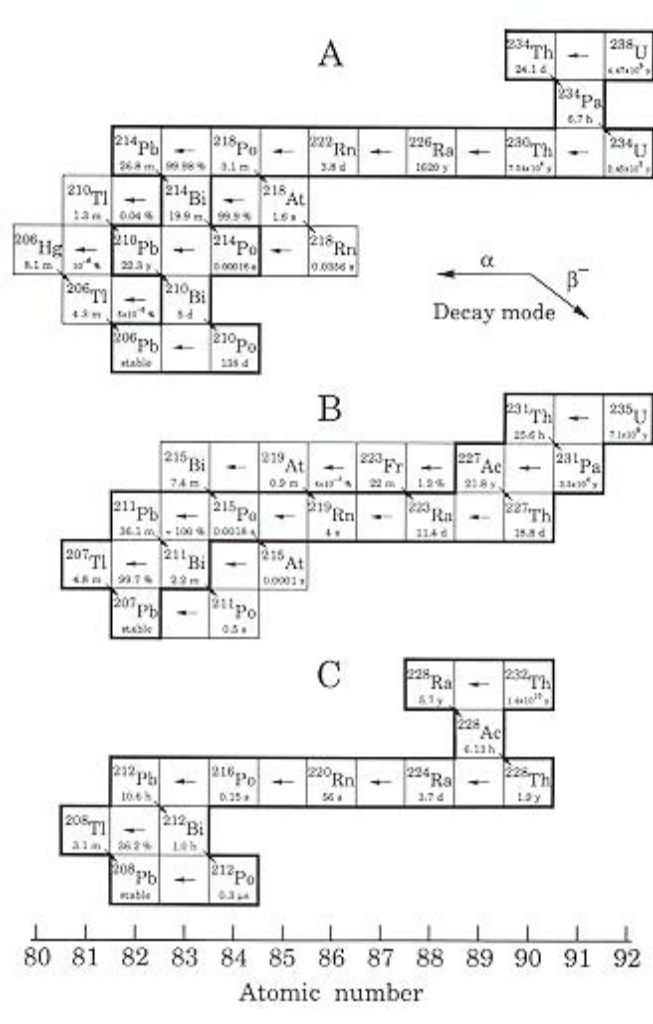 A
234Th 238U
24.1 d
234Pa
6.7 h
214Pb 218Po 222Rn 226Ra 230Th 234U
26.8 m 99.98 % 3.1 m 3.8 d 1620 y
210Tl 214Bi 218At
1.3 m 0.04 % 19.9 m 99.9 % 1.6 s
206Hg 210Pb 214Po 218Rn
8.1 m 10⁻⁶ % 22.3 y 0.00016 s 0.0356 s
206Tl 210Bi
4.3 m 5 d
206Pb 210Po
stable 138 d
α β⁻
Decay mode
B
231Th 235U
25.6 h
215Bi 219At 223Fr 227Ac 231Pa
7.4 m 0.9 m 22 m 1.2 % 21.8 y
211Pb 215Po 219Rn 223Ra 227Th
36.1 m ~ 100 % 0.0018 s 4 s 11.4 d
207Tl 211Bi 215At
4.8 m 99.7 % 2.2 m 0.0001 s
207Pb 211Po
stable 0.5 s
C
228Ra 232Th
5.7 y
228Ac
6.13 h
212Pb 216Po 220Rn 224Ra 228Th
10.6 h 0.15 s 56 s 3.7 d 1.9 y
208Tl 212Bi
3.1 m 36.2 % 1.0 h
208Pb 212Po
stable 0.3 μs
80 81 82 83 84 85 86 87 88 89 90 91 92
Atomic number